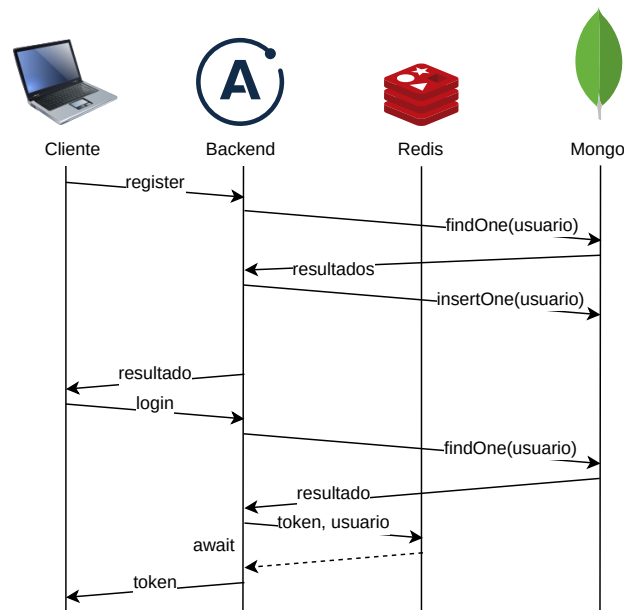 Cliente
Backend
Redis
Mongo
register
findOne(usuario)
resultados
insertOne(usuario)
resultado
login
findOne(usuario)
resultado
token, usuario
await
token